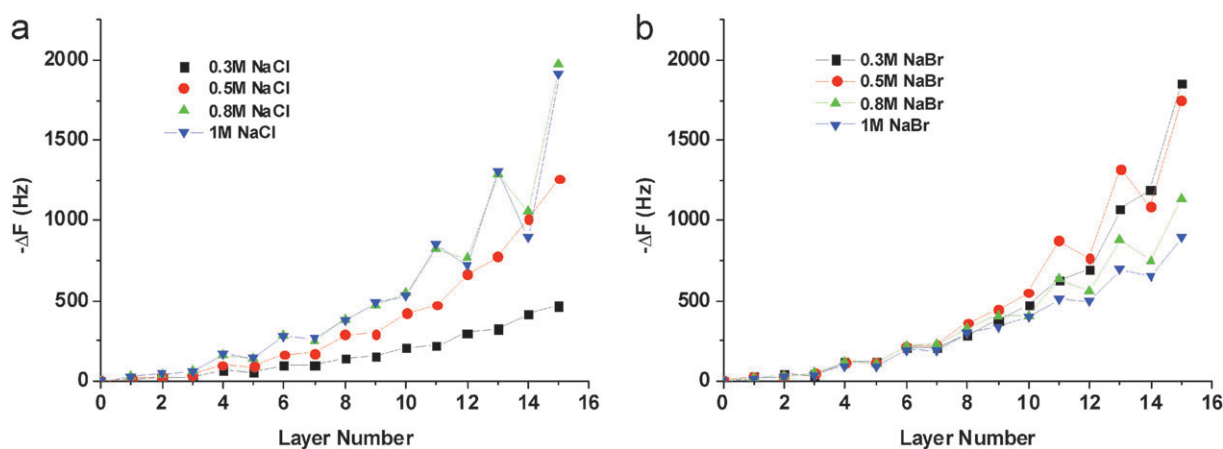 a
0.3M NaCl
0.5M NaCl
0.8M NaCl
1M NaCl
2000
1500
1000
500
0
-ΔF (Hz)
0 2 4 6 8 10 12 14 16
Layer Number
b
0.3M NaBr
0.5M NaBr
0.8M NaBr
1M NaBr
2000
1500
1000
500
0
-ΔF (Hz)
0 2 4 6 8 10 12 14 16
Layer Number